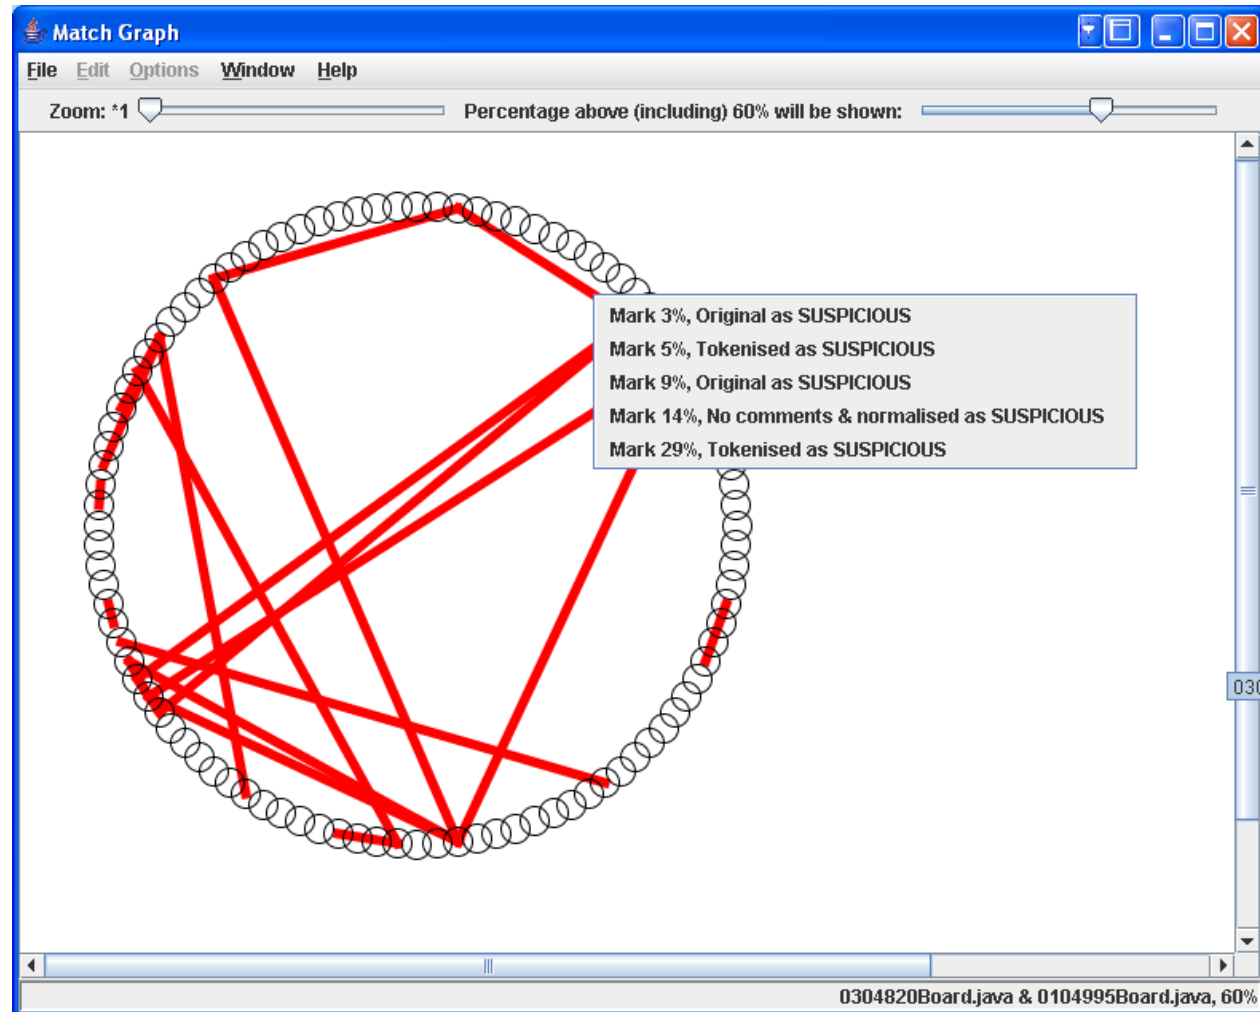 Match Graph
File Edit Options Window Help
Zoom: *1 Percentage above (including) 60% will be shown:
Mark 3%, Original as SUSPICIOUS
Mark 5%, Tokenised as SUSPICIOUS
Mark 9%, Original as SUSPICIOUS
Mark 14%, No comments & normalised as SUSPICIOUS
Mark 29%, Tokenised as SUSPICIOUS
0304820Board.java & 0104995Board.java, 60%